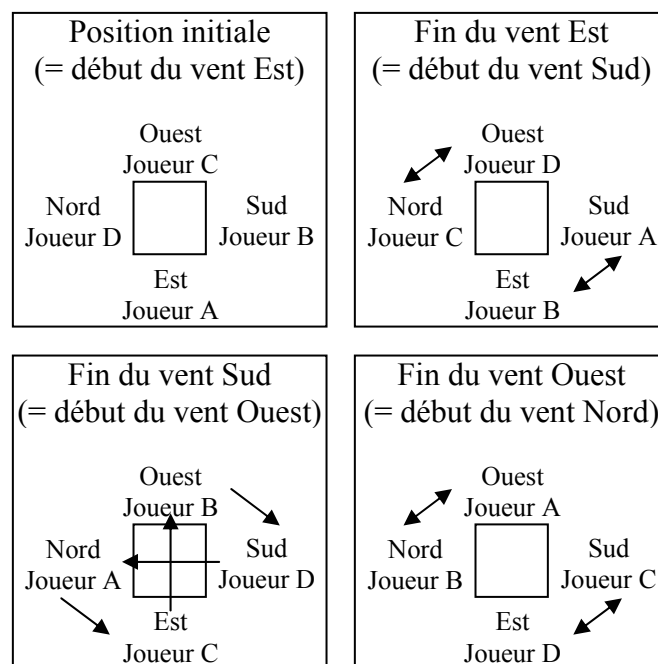 Position initiale
(= début du vent Est)
Ouest
Joueur C
Nord
Joueur D
Sud
Joueur B
Est
Joueur A
Fin du vent Est
(= début du vent Sud)
Ouest
Joueur D
Nord
Joueur C
Sud
Joueur A
Est
Joueur B
Fin du vent Sud
(= début du vent Ouest)
Ouest
Joueur B
Nord
Joueur A
Sud
Joueur D
Est
Joueur C
Fin du vent Ouest
(= début du vent Nord)
Ouest
Joueur A
Nord
Joueur B
Sud
Joueur C
Est
Joueur D